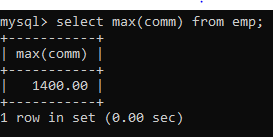 mysql> select max(comm) from emp;
+-----------+
| max(comm) |
+-----------+
|   1400.00 |
+-----------+
1 row in set (0.00 sec)